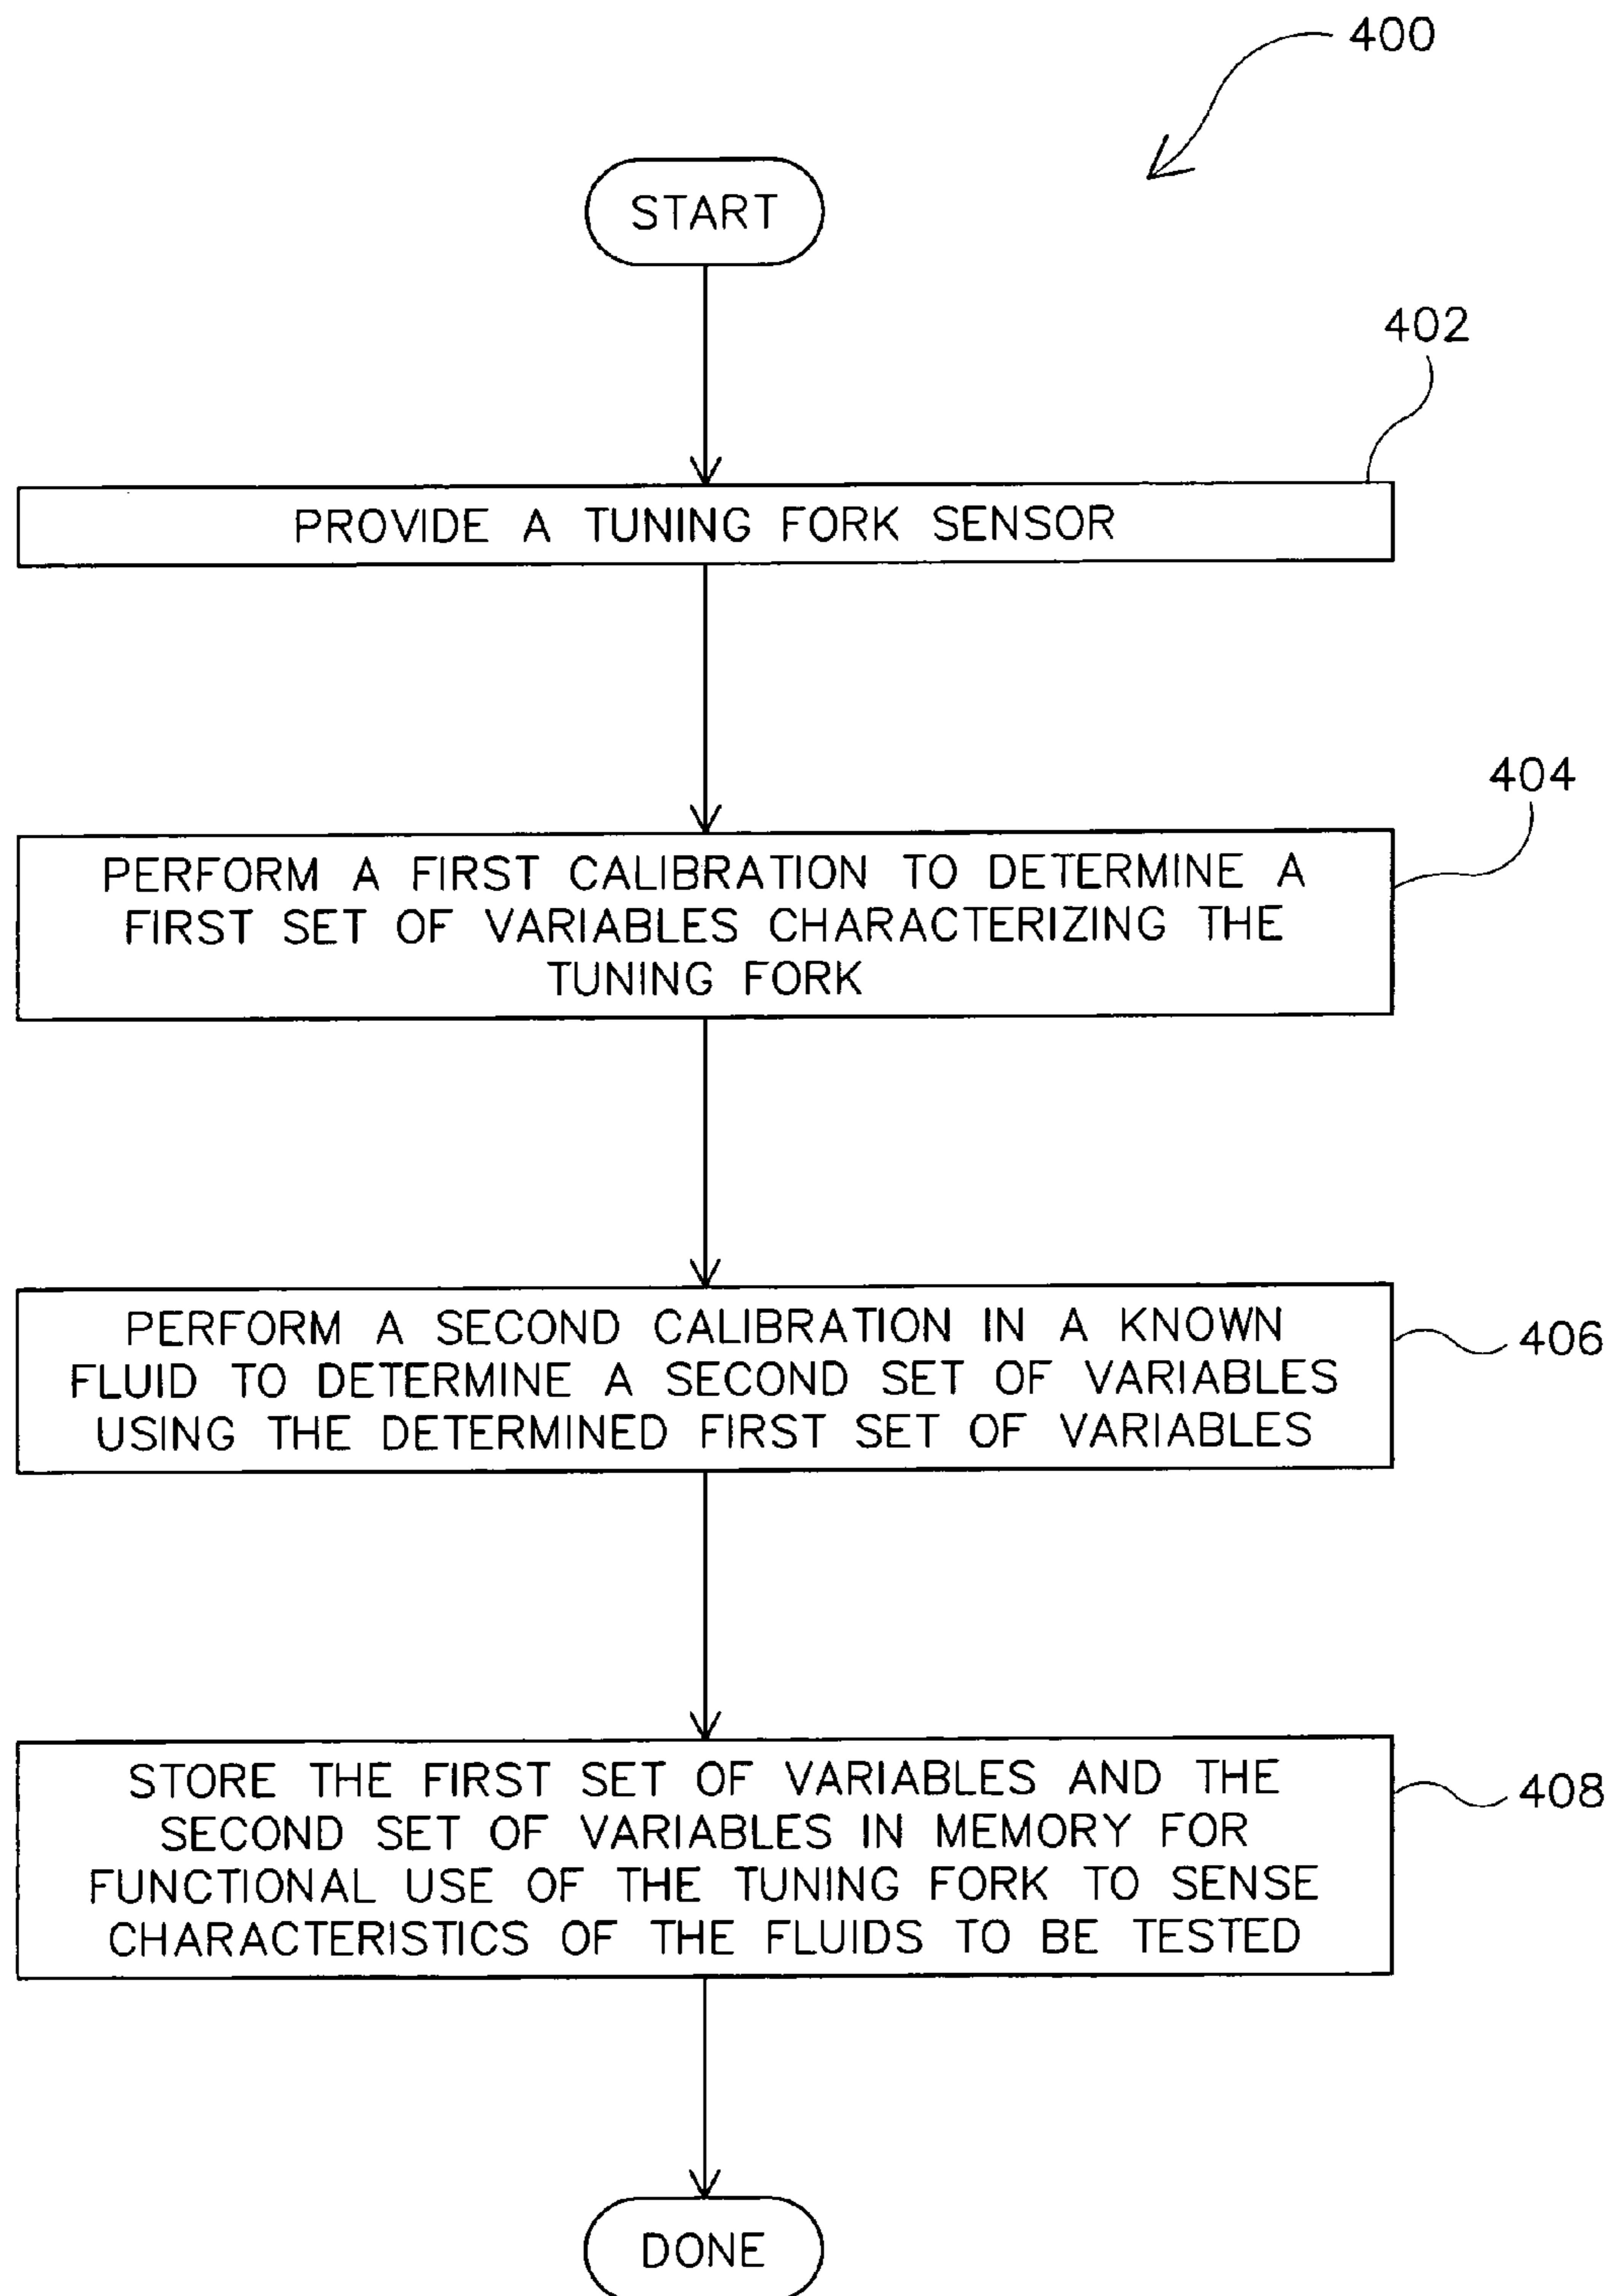 400
START
402
PROVIDE A TUNING FORK SENSOR
404
PERFORM A FIRST CALIBRATION TO DETERMINE A
FIRST SET OF VARIABLES CHARACTERIZING THE
TUNING FORK
PERFORM A SECOND CALIBRATION IN A KNOWN
FLUID TO DETERMINE A SECOND SET OF VARIABLES
USING THE DETERMINED FIRST SET OF VARIABLES
406
STORE THE FIRST SET OF VARIABLES AND THE
SECOND SET OF VARIABLES IN MEMORY FOR
FUNCTIONAL USE OF THE TUNING FORK TO SENSE
CHARACTERISTICS OF THE FLUIDS TO BE TESTED
408
DONE